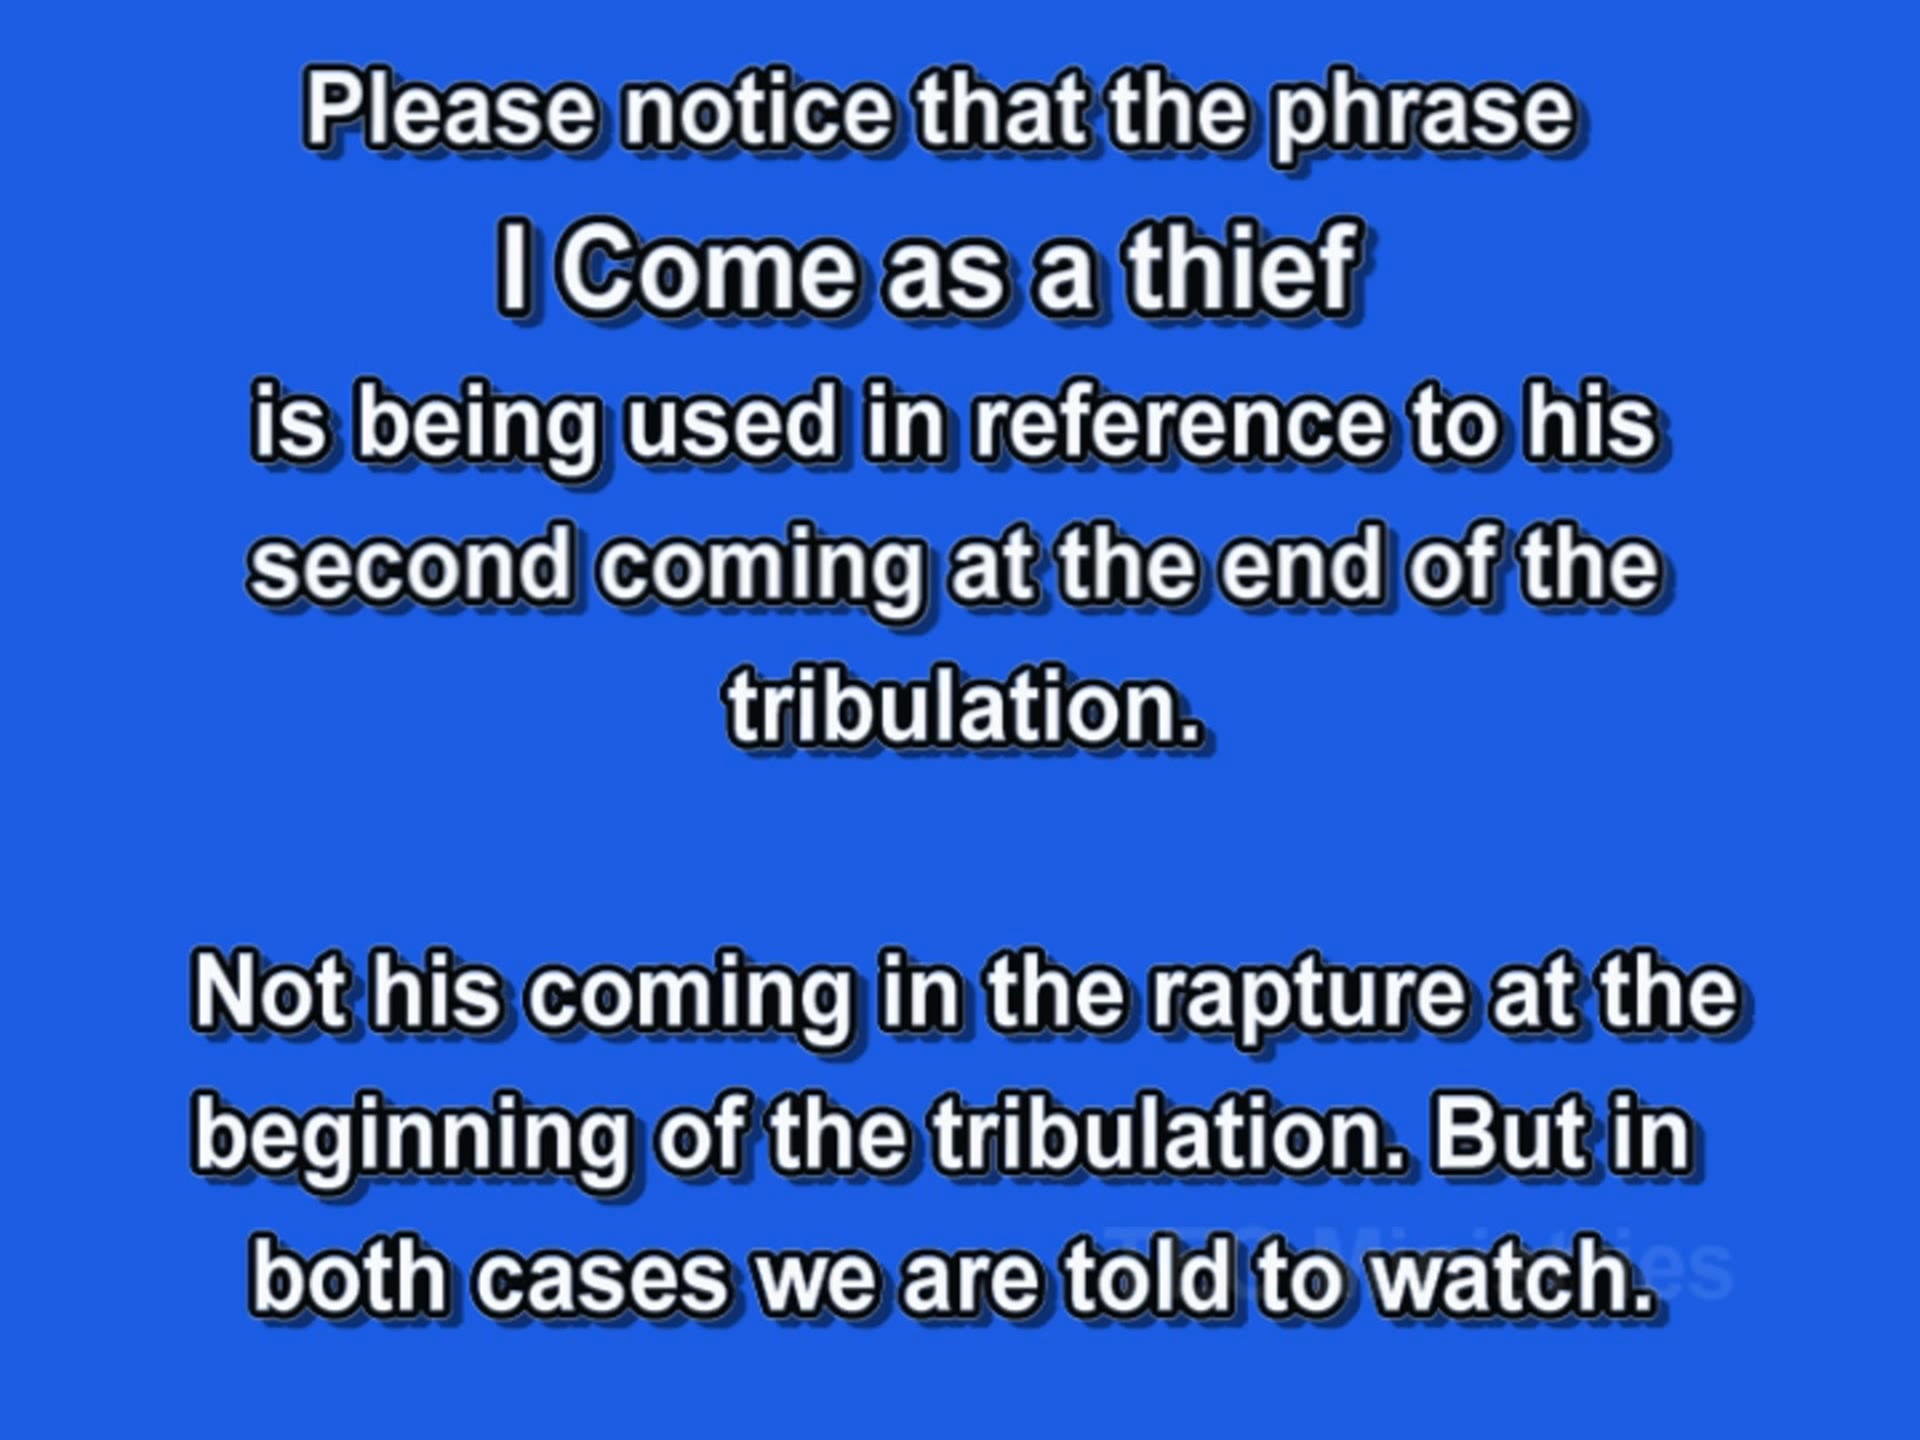 Please notice that the phrase
I Come as a thief
is being used in reference to his
second coming at the end of the
tribulation.
Not his coming in the rapture at the
beginning of the tribulation. But in
both cases we are told to watch.
Ministries